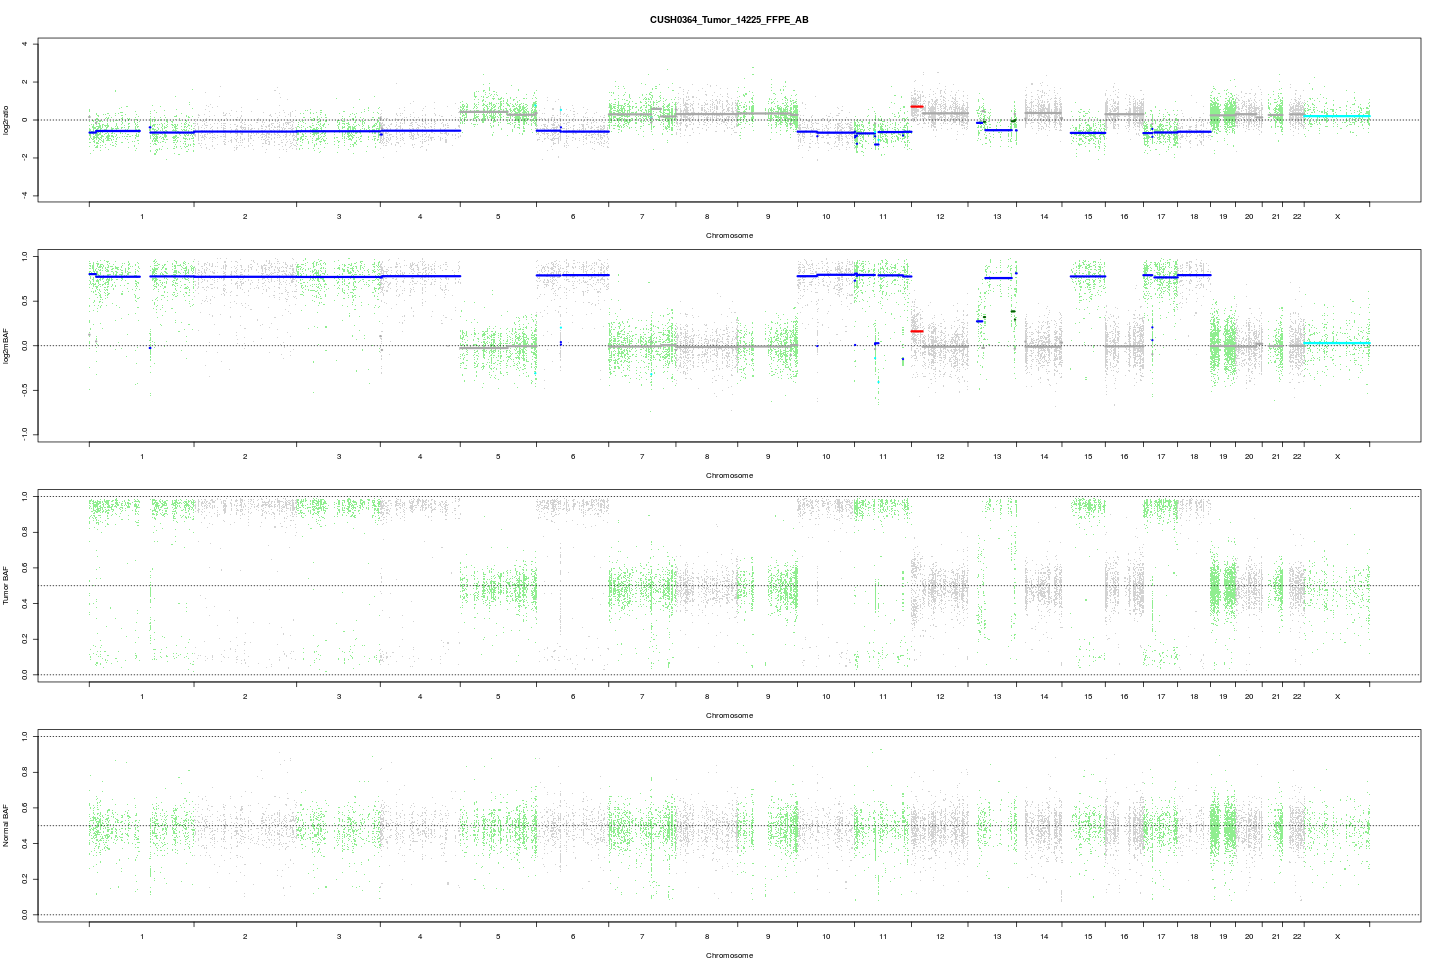 CUSH0364_Tumor_14225_FFPE_AB
log2ratio
4
2
0
-2
-4
1 2 3 4 5 6 7 8 9 10 11 12 13 14 15 16 17 18 19 20 21 22 X
Chromosome
log2mBAF
1.0
0.5
0.0
-0.5
-1.0
1 2 3 4 5 6 7 8 9 10 11 12 13 14 15 16 17 18 19 20 21 22 X
Chromosome
Tumor BAF
1.0
0.8
0.6
0.4
0.2
0.0
1 2 3 4 5 6 7 8 9 10 11 12 13 14 15 16 17 18 19 20 21 22 X
Chromosome
Normal BAF
1.0
0.8
0.6
0.4
0.2
0.0
1 2 3 4 5 6 7 8 9 10 11 12 13 14 15 16 17 18 19 20 21 22 X
Chromosome